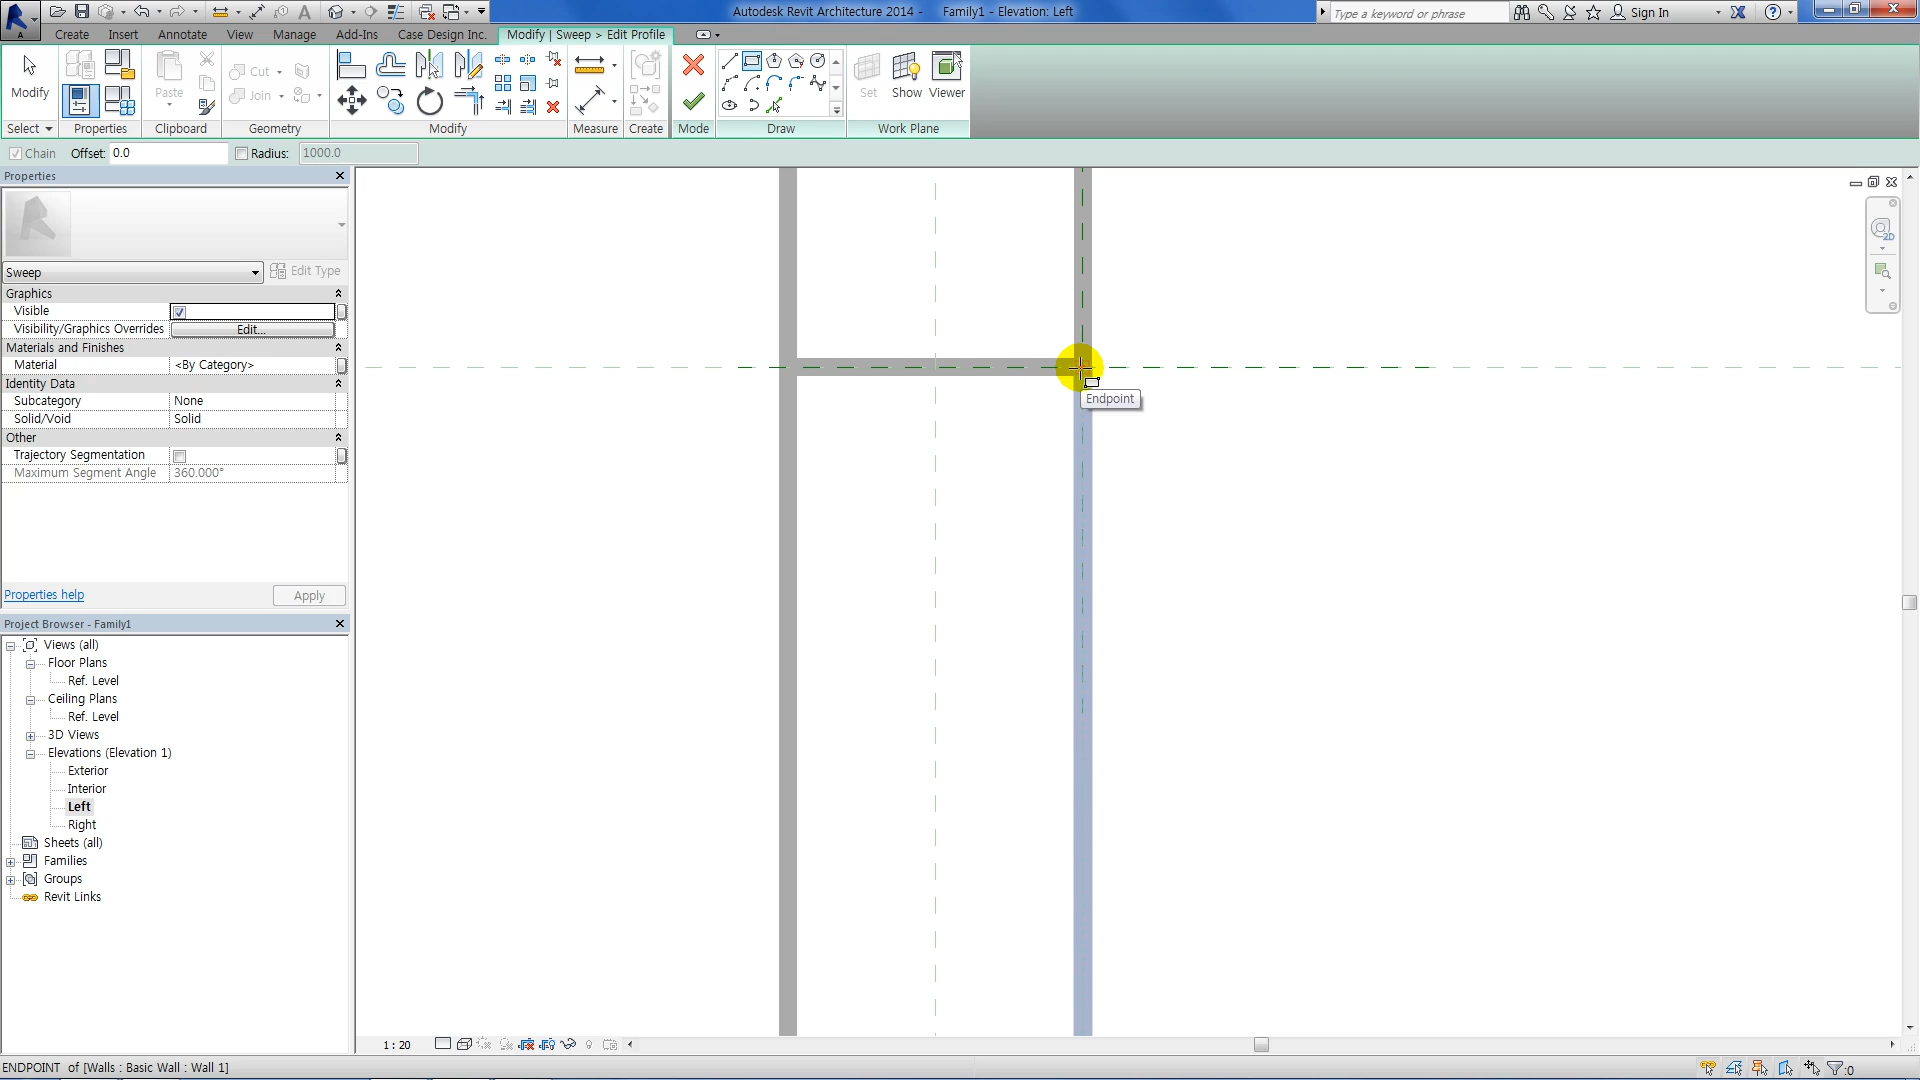 Autodesk Revit Architecture 2014 - Family1 - Elevation: Left
Type a keyword or phrase
Sign In
Create Insert Annotate View Manage Add-Ins Case Design Inc. Modify | Sweep > Edit Profile
Modify
Paste
Cut
Join
Set
Show
Viewer
Select Properties Clipboard Geometry Modify Measure Create Mode Draw Work Plane
Chain Offset: 0.0 Radius: 1000.0
Properties
Sweep
Edit Type
Graphics
Visible
Visibility/Graphics Overrides Edit...
Materials and Finishes
Material <By Category>
Identity Data
Subcategory None
Solid/Void Solid
Other
Trajectory Segmentation
Maximum Segment Angle 360.000°
Properties help
Apply
Project Browser - Family1
Views (all)
Floor Plans
Ref. Level
Ceiling Plans
Ref. Level
3D Views
Elevations (Elevation 1)
Exterior
Interior
Left
Right
Sheets (all)
Families
Groups
Revit Links
Endpoint
2D
1 : 20
ENDPOINT of [Walls : Basic Wall : Wall 1]
:0